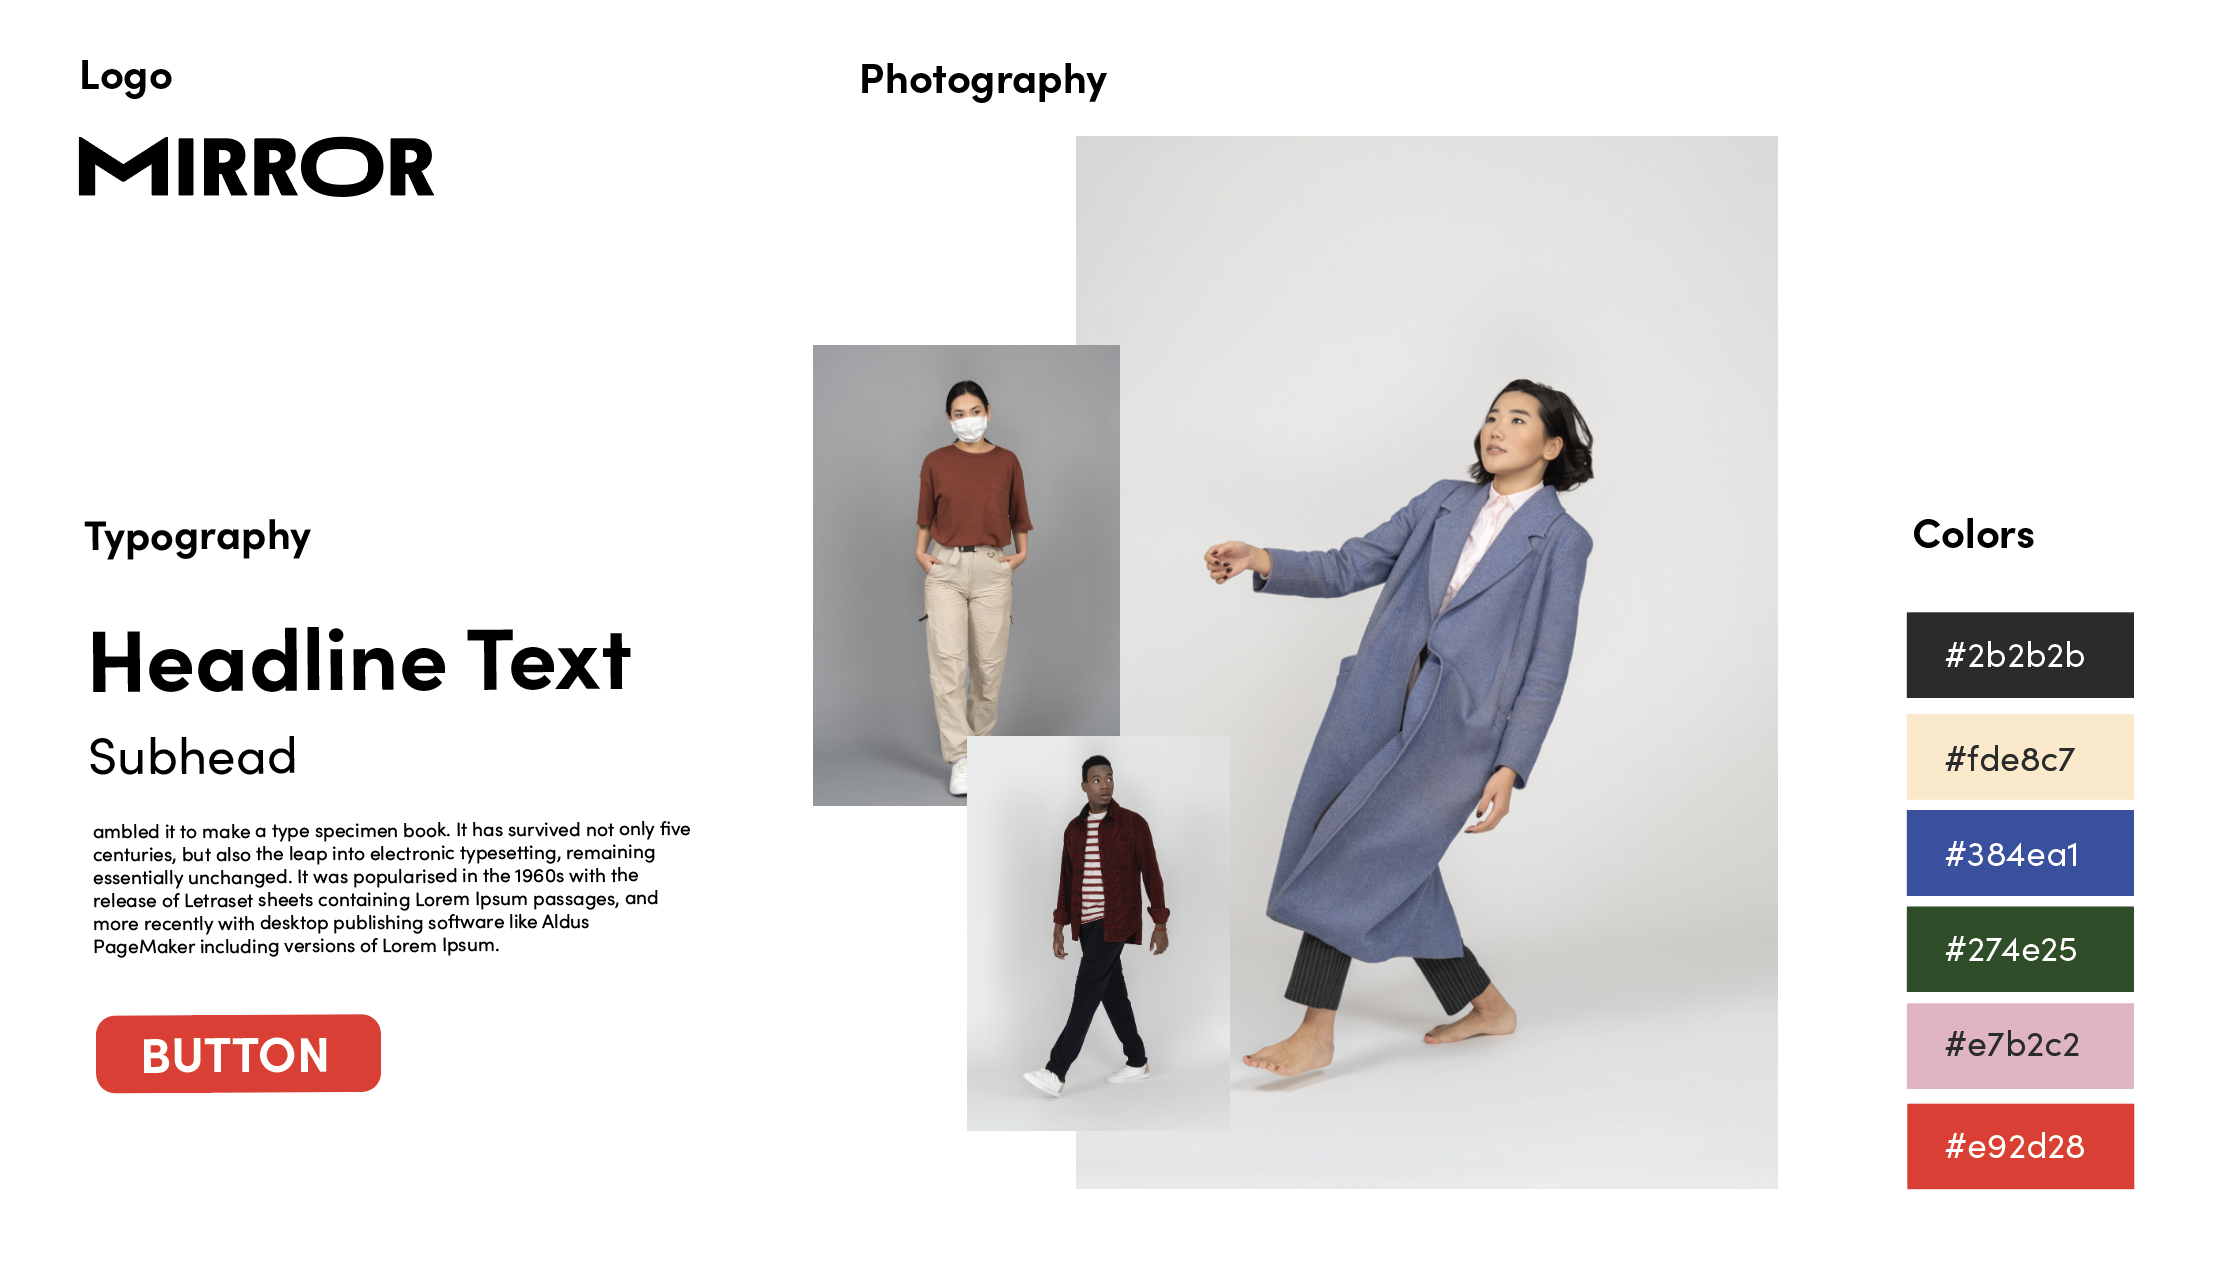 Logo
MIRROR
Typography
Headline Text
Subhead
ambled it to make a type specimen book. It has survived not only five
centuries, but also the leap into electronic typesetting, remaining
essentially unchanged. It was popularised in the 1960s with the
release of Letraset sheets containing Lorem Ipsum passages, and
more recently with desktop publishing software like Aldus
PageMaker including versions of Lorem Ipsum.
BUTTON
Photography
Colors
#2b2b2b
#fde8c7
#384ea1
#274e25
#e7b2c2
#e92d28